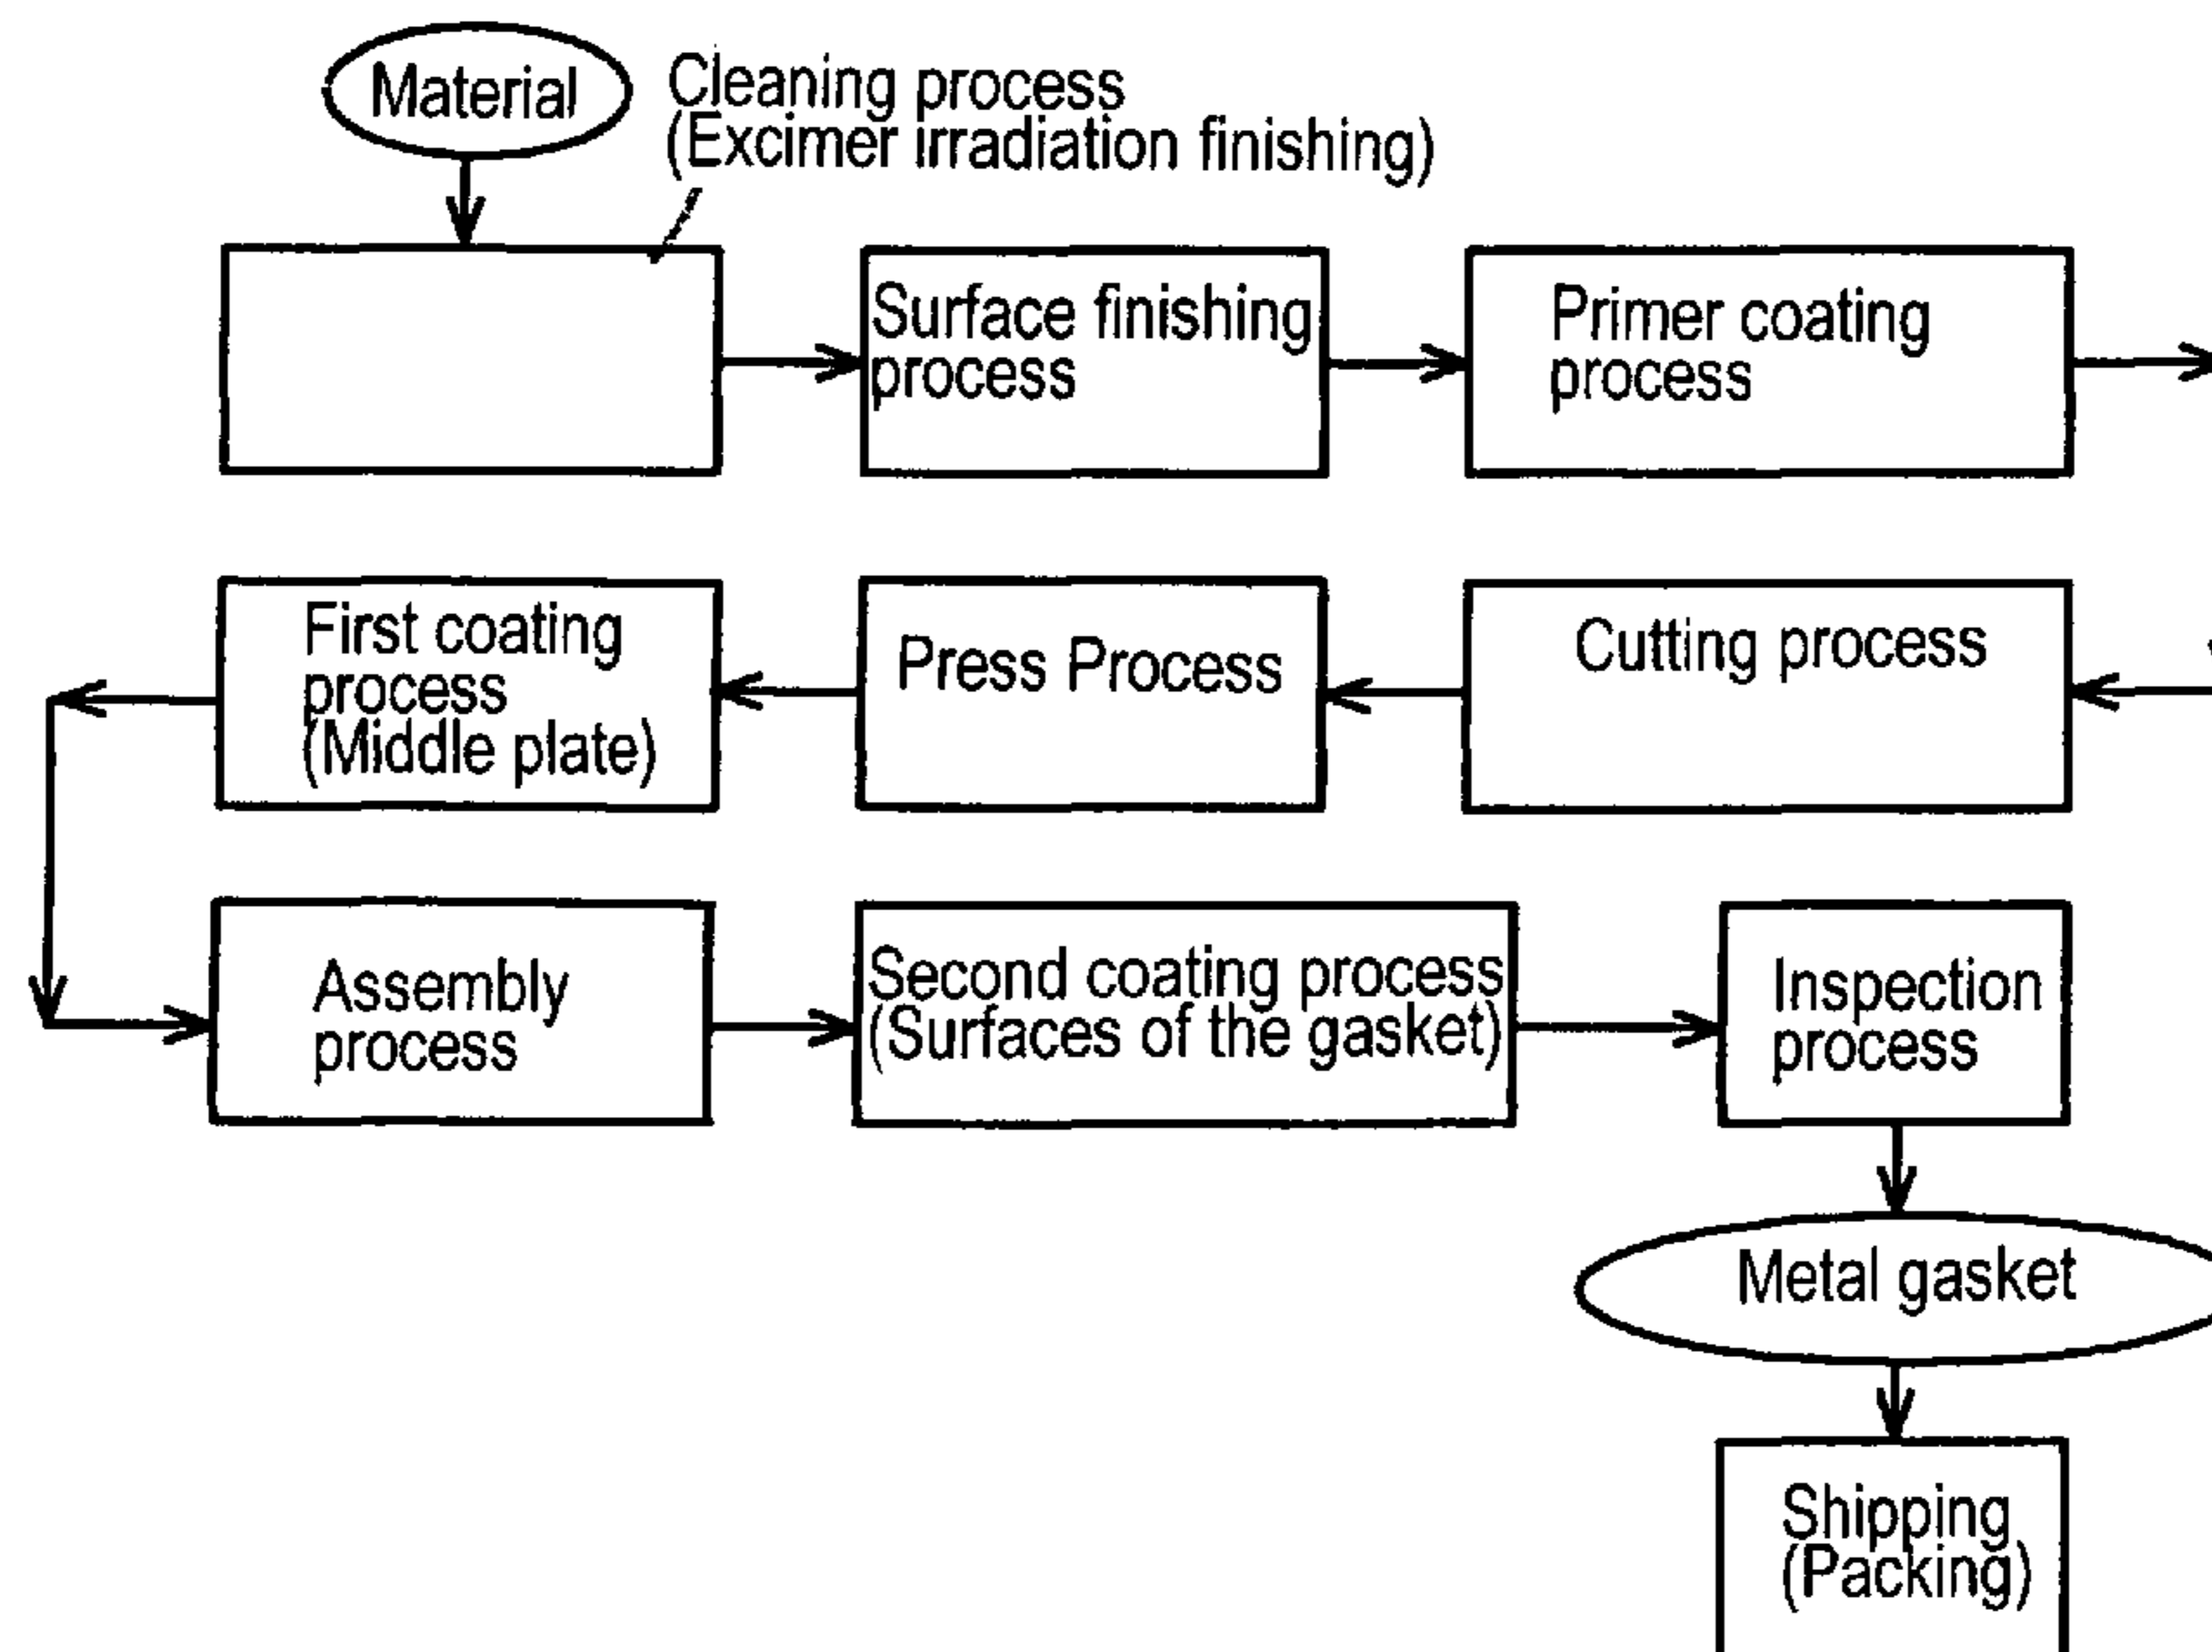 Material
Cleaning process
(Excimer irradiation finishing)
Surface finishing
process
Primer coating
process
First coating
process
(Middle plate)
Press Process
Cutting process
Assembly
process
Second coating process
(Surfaces of the gasket)
Inspection
process
Metal gasket
Shipping
(Packing)